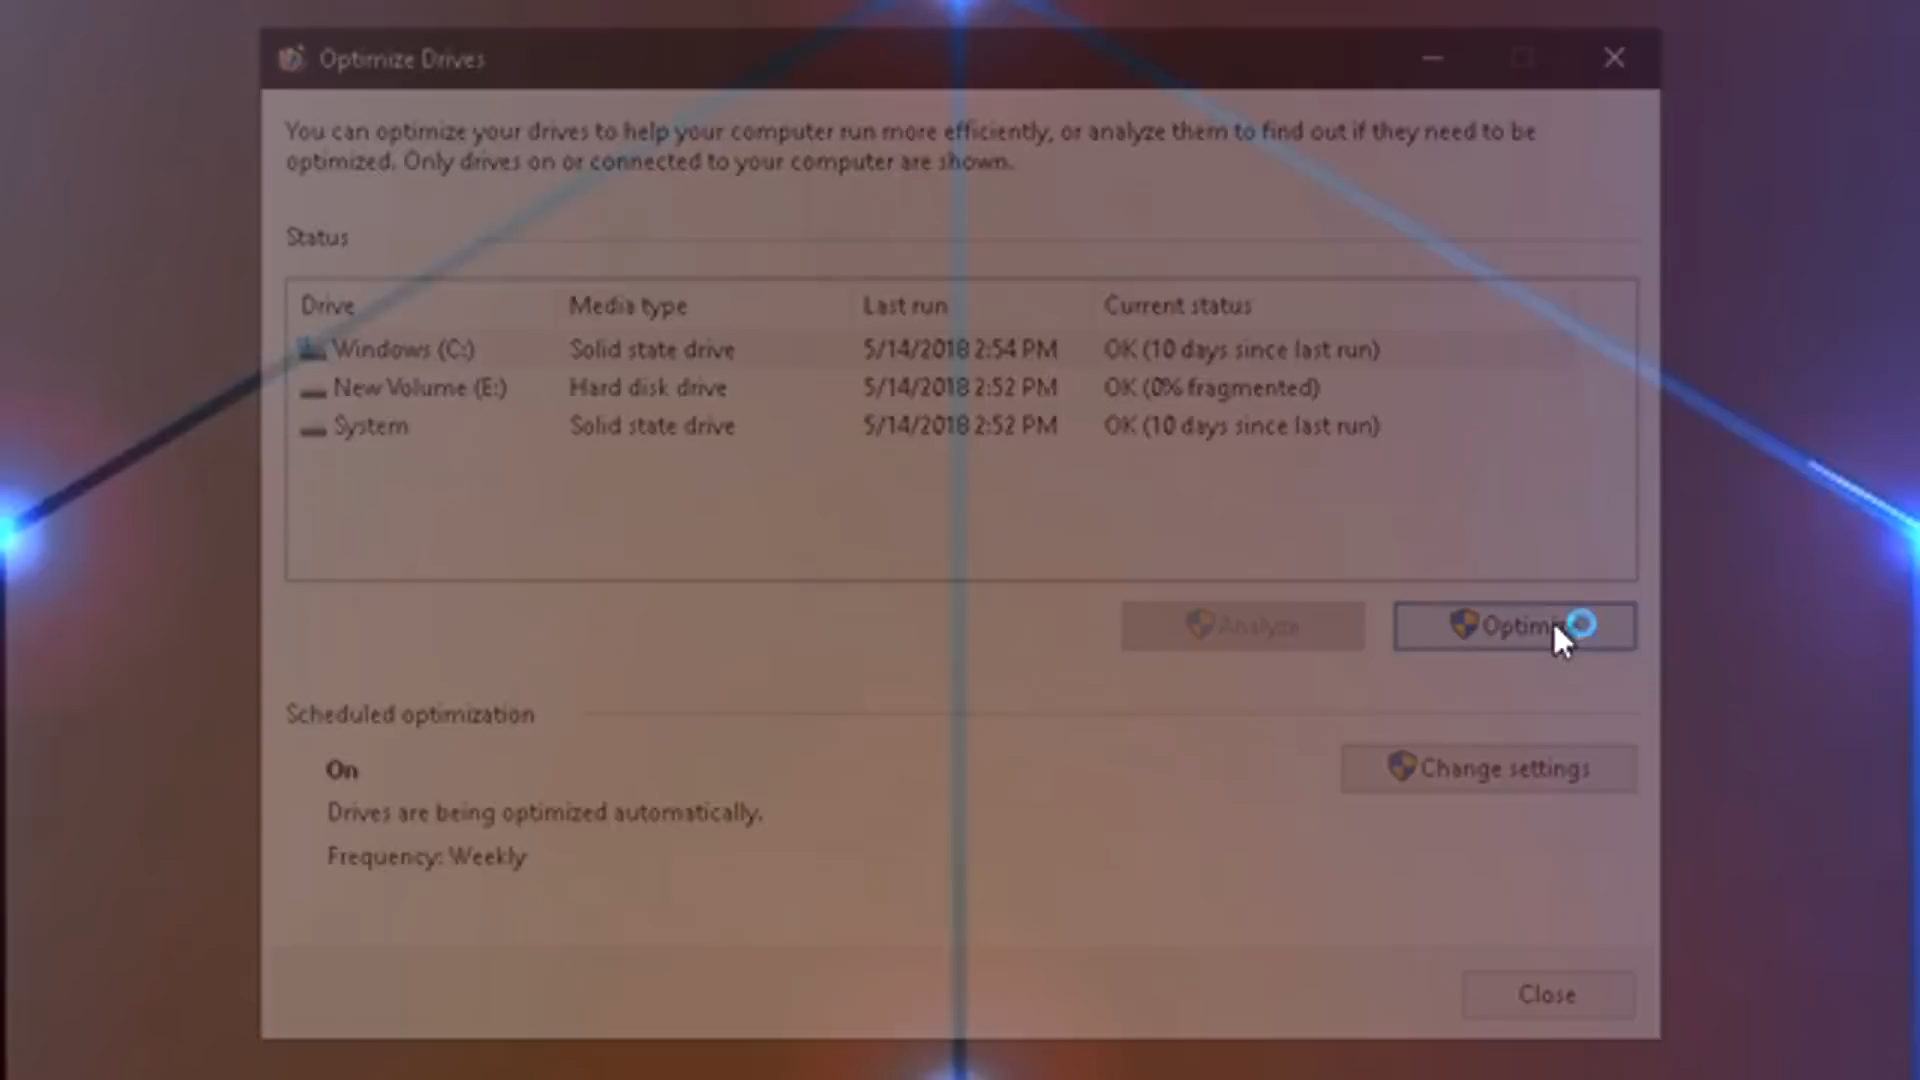 Optimize Drives
You can optimize your drives to help your computer run more efficiently, or analyze them to find out if they need to be
optimized. Only drives on or connected to your computer are shown.
Status
Drive Media type Last run Current status
Windows (C:) Solid state drive 5/14/2018 2:54 PM OK (10 days since last run)
New Volume (E:) Hard disk drive 5/14/2018 2:52 PM OK (0% fragmented)
System Solid state drive 5/14/2018 2:52 PM OK (10 days since last run)
Analyze Optimize
Scheduled optimization
On
Change settings
Drives are being optimized automatically.
Frequency: Weekly
Close